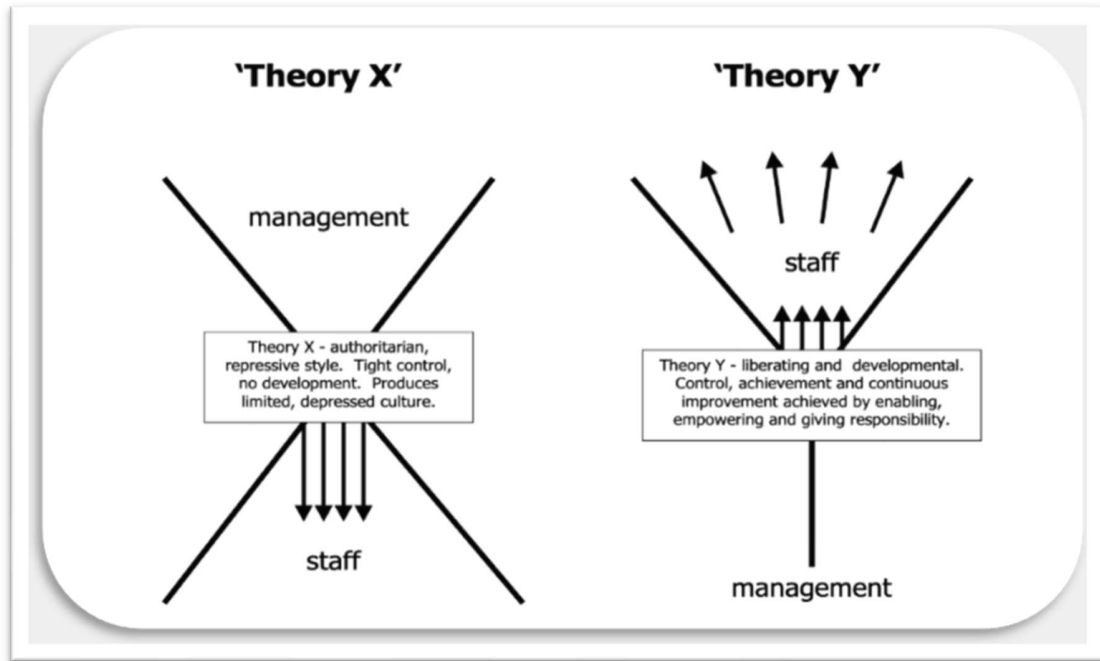 ‘Theory X’
management
Theory X - authoritarian,
repressive style.  Tight control,
no development.  Produces
limited, depressed culture.
staff
‘Theory Y’
staff
Theory Y - liberating and  developmental.
Control, achievement and continuous
improvement achieved by enabling,
empowering and giving responsibility.
management